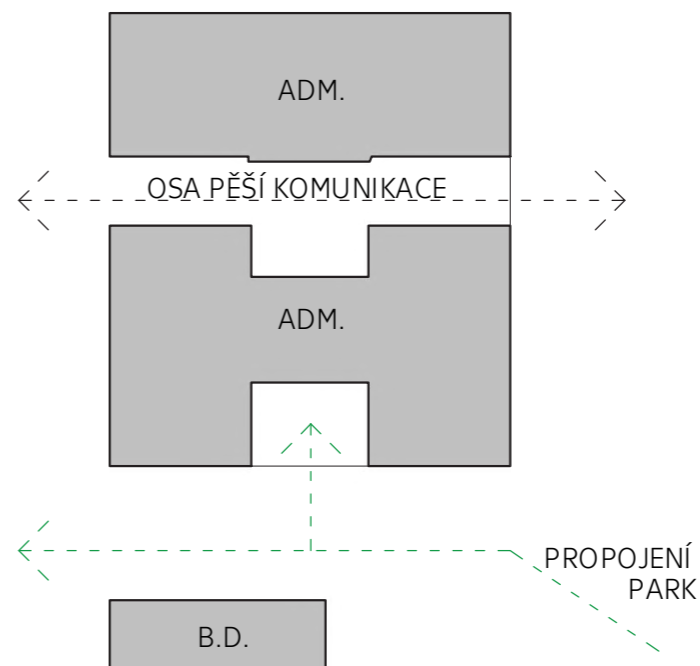 ADM.
OSA PĚŠÍ KOMUNIKACE
ADM.
PROPOJENÍ
PARK
B.D.